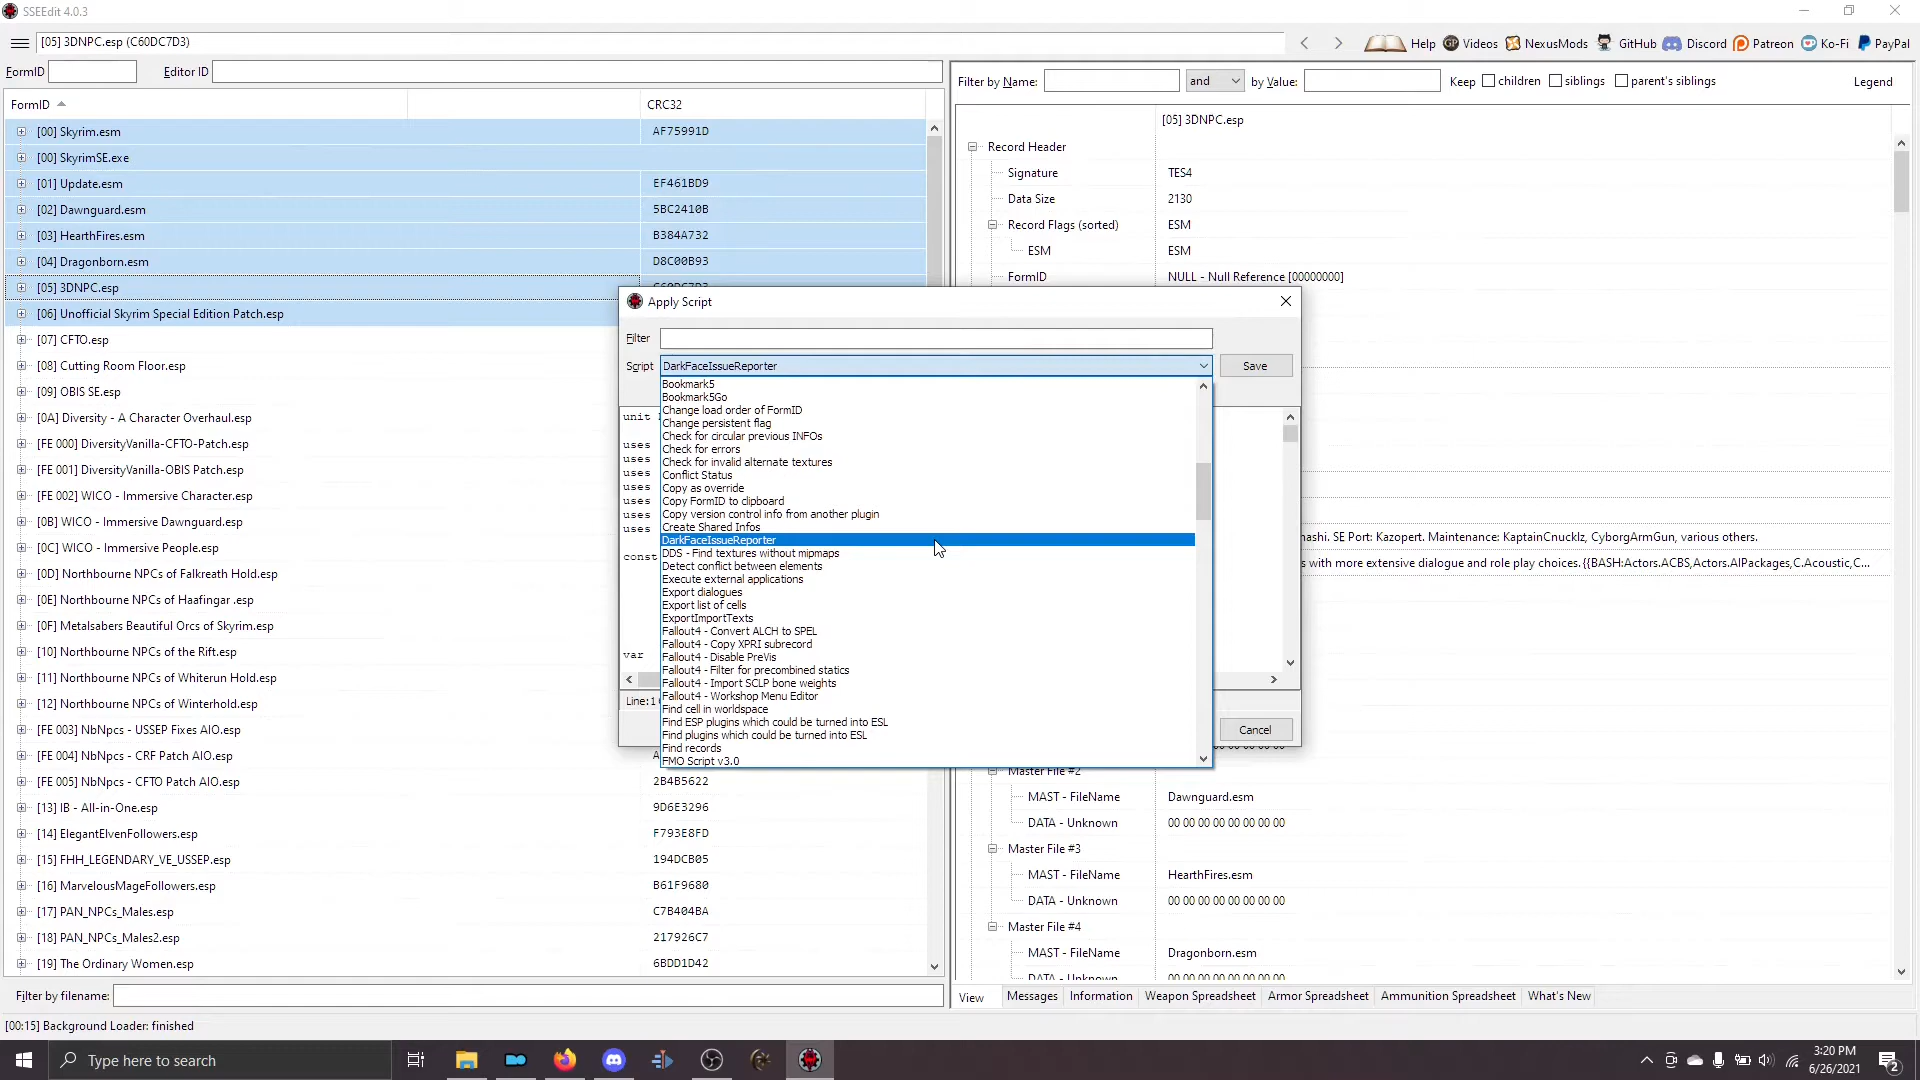 SSEEdit 4.0.3
[05] 3DNPC.esp (C60DC7D3)
Help Videos NexusMods GitHub Discord Patreon Ko-Fi PayPal
FormID
Editor ID
Filter by Name: and by Value: Keep children siblings parent's siblings Legend
FormID CRC32
[00] Skyrim.esm AF75991D
[00] SkyrimSE.exe
[01] Update.esm EF461BD9
[02] Dawnguard.esm 5BC2410B
[03] HearthFires.esm B384A732
[04] Dragonborn.esm D8C00B93
[05] 3DNPC.esp C60DC7D3
[06] Unofficial Skyrim Special Edition Patch.esp
[07] CFTO.esp
[08] Cutting Room Floor.esp
[09] OBIS SE.esp
[0A] Diversity - A Character Overhaul.esp
[FE 000] DiversityVanilla-CFTO-Patch.esp
[FE 001] DiversityVanilla-OBIS Patch.esp
[FE 002] WICO - Immersive Character.esp
[0B] WICO - Immersive Dawnguard.esp
[0C] WICO - Immersive People.esp
[0D] Northbourne NPCs of Falkreath Hold.esp
[0E] Northbourne NPCs of Haafingar .esp
[0F] Metalsabers Beautiful Orcs of Skyrim.esp
[10] Northbourne NPCs of the Rift.esp
[11] Northbourne NPCs of Whiterun Hold.esp
[12] Northbourne NPCs of Winterhold.esp
[FE 003] NbNpcs - USSEP Fixes AIO.esp
[FE 004] NbNpcs - CRF Patch AIO.esp
[FE 005] NbNpcs - CFTO Patch AIO.esp 2B4B5622
[13] IB - All-in-One.esp 9D6E3296
[14] ElegantElvenFollowers.esp F793E8FD
[15] FHH_LEGENDARY_VE_USSEP.esp 194DCB05
[16] MarvelousMageFollowers.esp B61F9680
[17] PAN_NPCs_Males.esp C7B404BA
[18] PAN_NPCs_Males2.esp 217926C7
[19] The Ordinary Women.esp 6BDD1D42
Filter by filename:
[00:15] Background Loader: finished
[05] 3DNPC.esp
Record Header
Signature TES4
Data Size 2130
Record Flags (sorted) ESM
ESM ESM
FormID NULL - Null Reference [00000000]
Apply Script
Filter
Script DarkFaceIssueReporter Save
unit
uses
uses
uses
uses
uses
uses
uses
const
var
Line:1
Cancel
Bookmark5
Bookmark5Go
Change load order of FormID
Change persistent flag
Check for circular previous INFOs
Check for errors
Check for invalid alternate textures
Conflict Status
Copy as override
Copy FormID to clipboard
Copy version control info from another plugin
Create Shared Infos
DarkFaceIssueReporter
DDS - Find textures without mipmaps
Detect conflict between elements
Execute external applications
Export dialogues
Export list of cells
ExportImportTexts
Fallout4 - Convert ALCH to SPEL
Fallout4 - Copy XPRI subrecord
Fallout4 - Disable PreVis
Fallout4 - Filter for precombined statics
Fallout4 - Import SCLP bone weights
Fallout4 - Workshop Menu Editor
Find cell in worldspace
Find ESP plugins which could be turned into ESL
Find plugins which could be turned into ESL
Find records
FMO Script v3.0
ashi. SE Port: Kazopert. Maintenance: KaptainCnucklz, CyborgArmGun, various others.
s with more extensive dialogue and role play choices.{{BASH:Actors.ACBS,Actors.AIPackages,C.Acoustic,C...
Master File #2
MAST - FileName Dawnguard.esm
DATA - Unknown 00 00 00 00 00 00 00 00
Master File #3
MAST - FileName HearthFires.esm
DATA - Unknown 00 00 00 00 00 00 00 00
Master File #4
MAST - FileName Dragonborn.esm
DATA - Unknown 00 00 00 00 00 00 00 00
View Messages Information Weapon Spreadsheet Armor Spreadsheet Ammunition Spreadsheet What's New
Type here to search
3:20 PM
6/26/2021
2